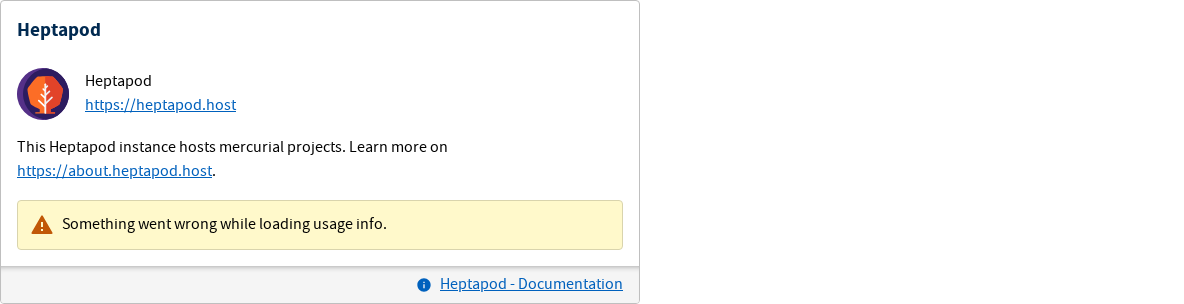 Heptapod
Heptapod
https://heptapod.host
This Heptapod instance hosts mercurial projects. Learn more on
https://about.heptapod.host.
Something went wrong while loading usage info.
Heptapod - Documentation